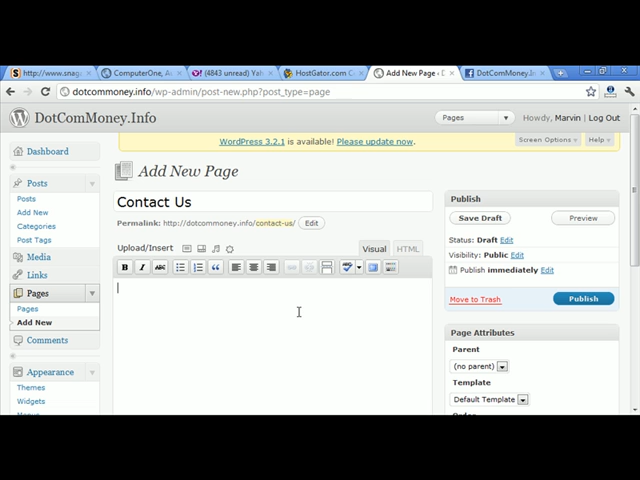 http://www.snag
ComputerOne, Ac
(4843 unread) Yah
HostGator.com C
Add New Page ‹ D
DotComMoney.In
dotcommoney.info/wp-admin/post-new.php?post_type=page
DotComMoney.Info
Pages
Howdy, Marvin | Log Out
WordPress 3.2.1 is available! Please update now.
Screen Options
Help
Dashboard
Posts
Posts
Add New
Categories
Post Tags
Media
Links
Pages
Pages
Add New
Comments
Appearance
Themes
Widgets
Menus
Add New Page
Contact Us
Permalink: http://dotcommoney.info/contact-us/ Edit
Upload/Insert
Visual
HTML
B I ABC
ABC
Publish
Save Draft
Preview
Status: Draft Edit
Visibility: Public Edit
Publish immediately Edit
Move to Trash
Publish
Page Attributes
Parent
(no parent)
Template
Default Template
Order